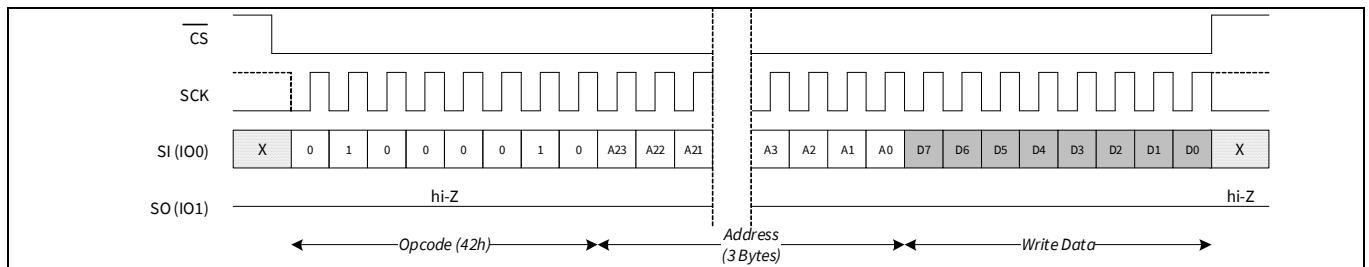 CS
SCK
SI (IO0) X 0 1 0 0 0 0 1 0 A23 A22 A21 A3 A2 A1 A0 D7 D6 D5 D4 D3 D2 D1 D0 X
hi-Z hi-Z
SO (IO1)
Opcode (42h) Address (3 Bytes) Write Data